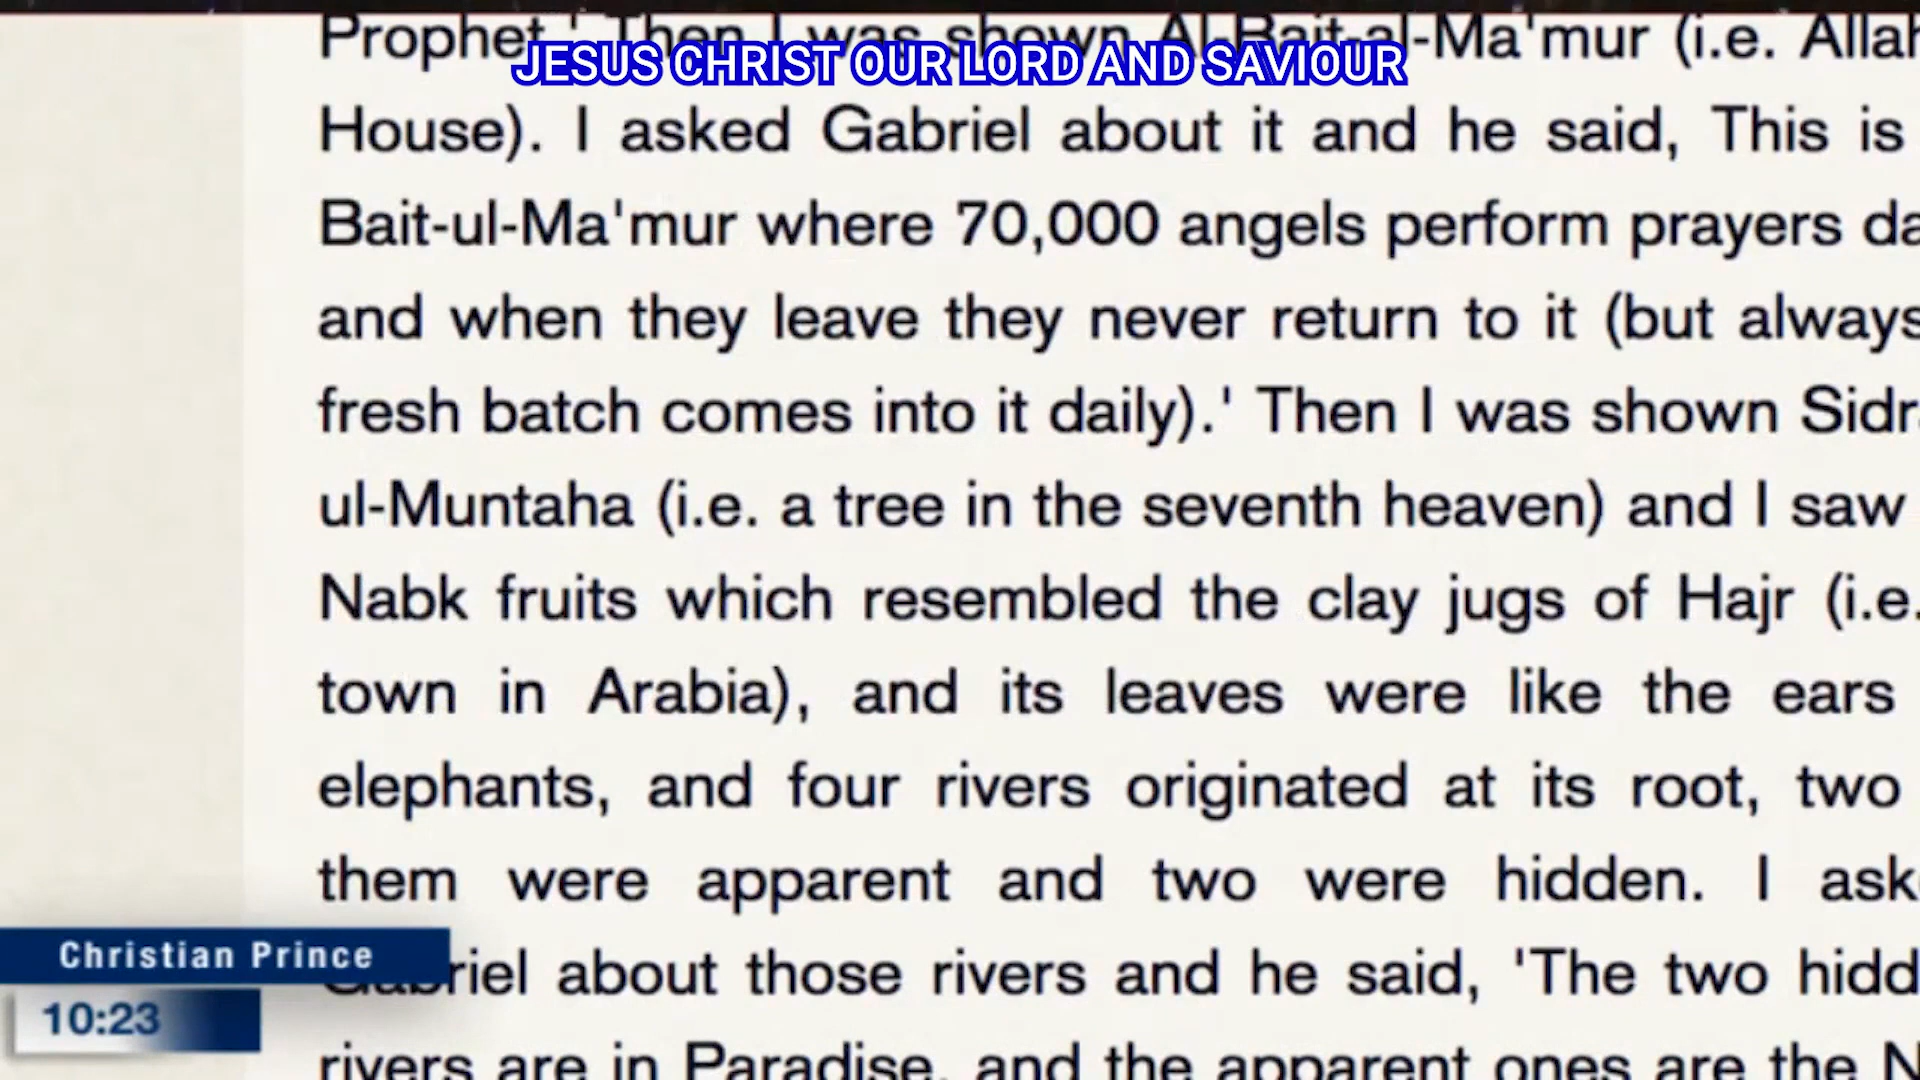 Prophet.' Then I was shown Al-Bait-al-Ma'mur (i.e. Allah
JESUS CHRIST OUR LORD AND SAVIOUR
House). I asked Gabriel about it and he said, This is
Bait-ul-Ma'mur where 70,000 angels perform prayers da
and when they leave they never return to it (but always
fresh batch comes into it daily).' Then I was shown Sidr
ul-Muntaha (i.e. a tree in the seventh heaven) and I saw
Nabk fruits which resembled the clay jugs of Hajr (i.e.
town in Arabia), and its leaves were like the ears
elephants, and four rivers originated at its root, two
them were apparent and two were hidden. I ask
Christian Prince
Gabriel about those rivers and he said, 'The two hidd
10:23
rivers are in Paradise, and the apparent ones are the N